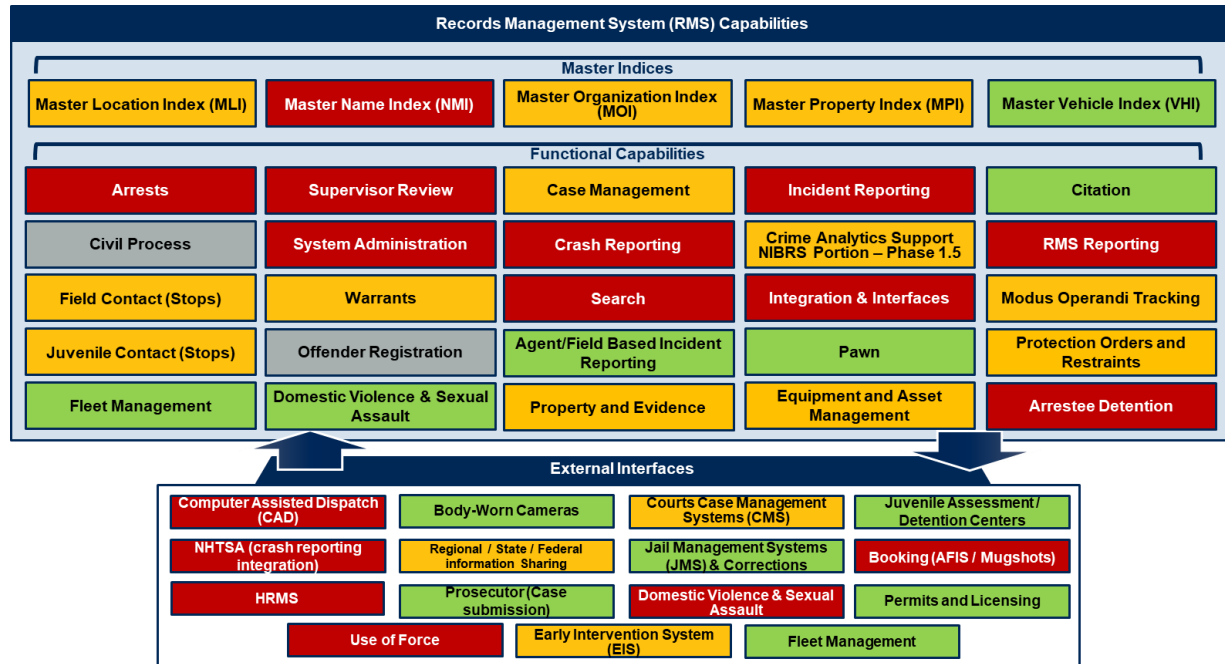 Records Management System (RMS) Capabilities
Master Indices
Master Location Index (MLI)
Master Name Index (NMI)
Master Organization Index
(MOI)
Master Property Index (MPI)
Master Vehicle Index (VHI)
Functional Capabilities
Arrests
Supervisor Review
Case Management
Incident Reporting
Citation
Civil Process
System Administration
Crash Reporting
Crime Analytics Support
NIBRS Portion – Phase 1.5
RMS Reporting
Field Contact (Stops)
Warrants
Search
Integration & Interfaces
Modus Operandi Tracking
Juvenile Contact (Stops)
Offender Registration
Agent/Field Based Incident
Reporting
Pawn
Protection Orders and
Restraints
Fleet Management
Domestic Violence & Sexual
Assault
Property and Evidence
Equipment and Asset
Management
Arrestee Detention
External Interfaces
Computer Assisted Dispatch
(CAD)
Body-Worn Cameras
Courts Case Management
Systems (CMS)
Juvenile Assessment /
Detention Centers
NHTSA (crash reporting
integration)
Regional / State / Federal
information Sharing
Jail Management Systems
(JMS) & Corrections
Booking (AFIS / Mugshots)
HRMS
Prosecutor (Case
submission)
Domestic Violence & Sexual
Assault
Permits and Licensing
Use of Force
Early Intervention System
(EIS)
Fleet Management